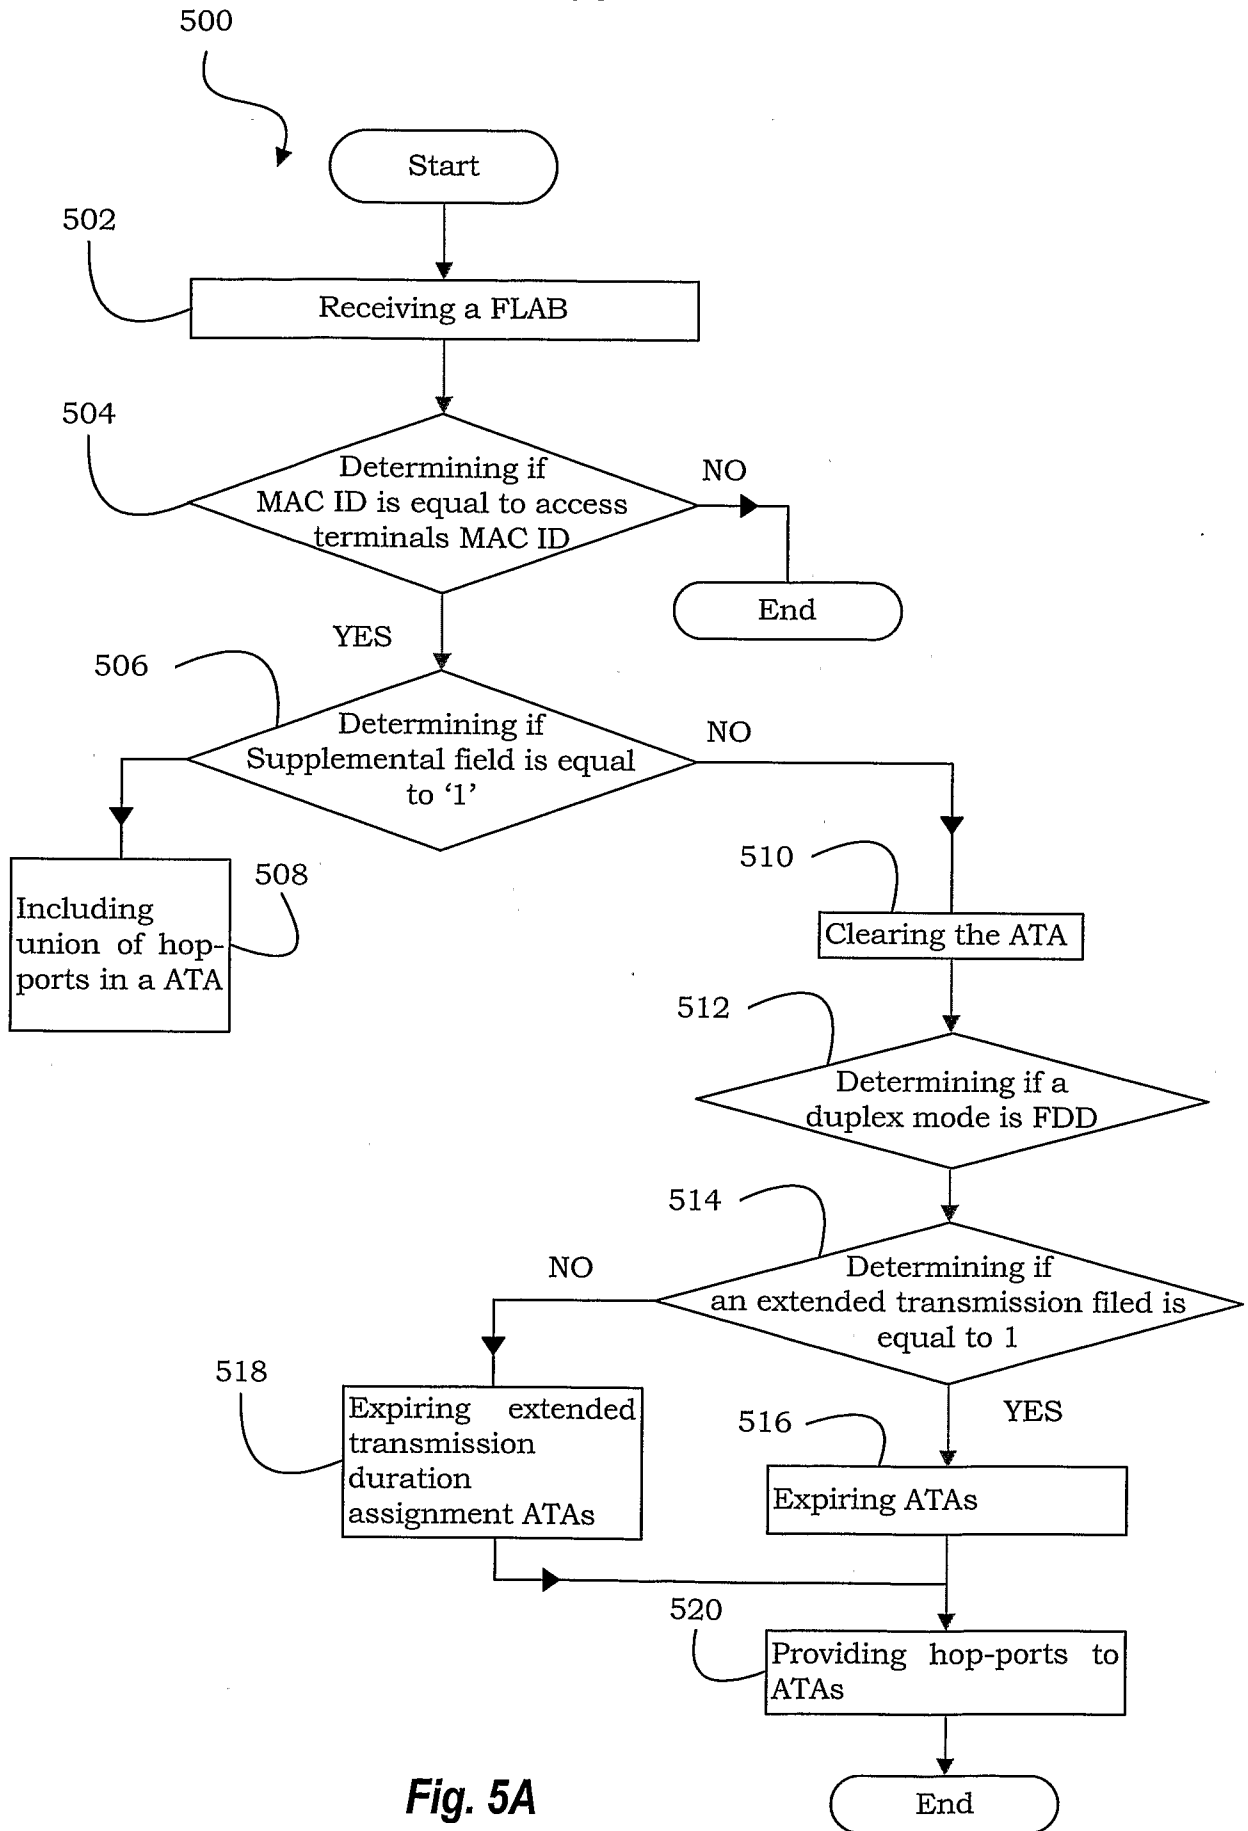 500
Start
502
Receiving a FLAB
504
Determining if
MAC ID is equal to access
terminals MAC ID
NO
End
YES
506
Determining if
Supplemental field is equal
to ‘1’
NO
508
Including
union of hop-
ports in a ATA
510
Clearing the ATA
512
Determining if a
duplex mode is FDD
514
Determining if
an extended transmission filed is
equal to 1
NO
518
Expiring extended
transmission
duration
assignment ATAs
YES
516
Expiring ATAs
520
Providing hop-ports to
ATAs
End
Fig. 5A